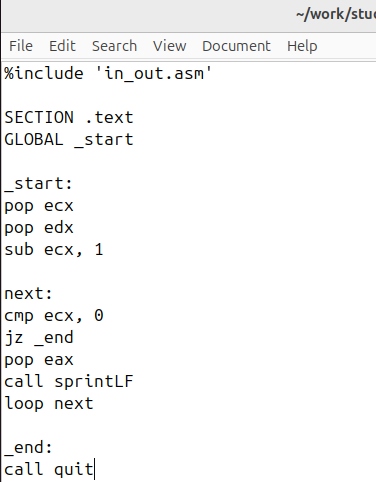 ~/work/stu
File Edit Search View Document Help
%include 'in_out.asm'
SECTION .text
GLOBAL _start
_start:
pop ecx
pop edx
sub ecx, 1
next:
cmp ecx, 0
jz _end
pop eax
call sprintLF
loop next
_end:
call quit